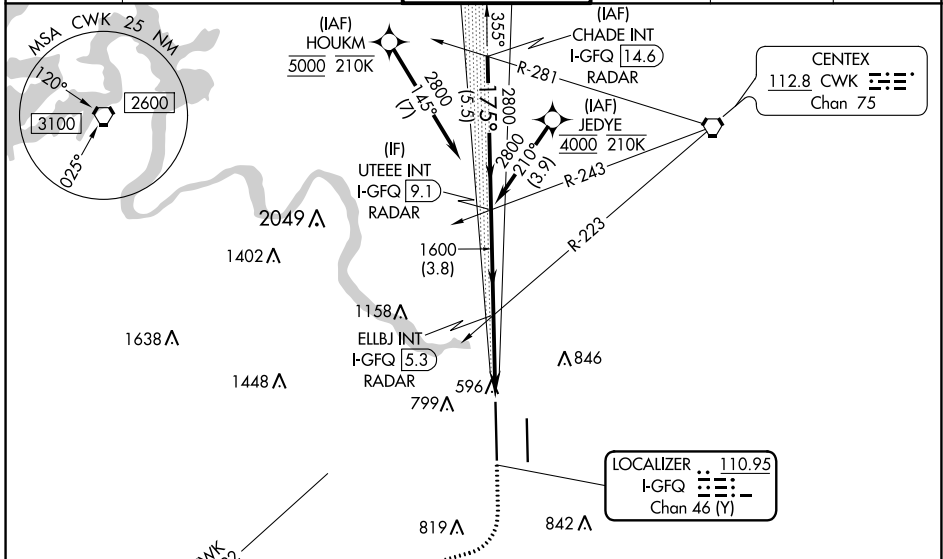 MSA CWK 25 NM
120°
2600
3100
025°
(IAF)
HOUKM
5000 210K
2800
145°
(7)
355°
(IAF)
CHADE INT
I-GFQ 14.6
RADAR
R-281
CENTEX
112.8 CWK
Chan 75
2800
(5.5)
175°
(IAF)
JEDYE
4000 210K
2800
210°
(3.9)
R-243
R-223
(IF)
UTEEE INT
I-GFQ 9.1
RADAR
2049
1402
1600
(3.8)
1158
1638
ELLBJ INT
I-GFQ 5.3
RADAR
846
1448
596
799
LOCALIZER 110.95
I-GFQ
Chan 46 (Y)
819
842